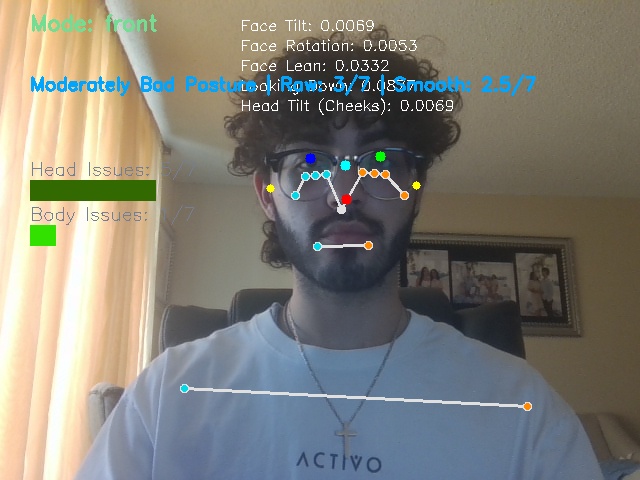 Mode: front
Face Tilt: 0.0069
Face Rotation: 0.0053
Face Lean: 0.0332
Moderately Bad Posture | Raw: 3/7 | Smooth: 2.5/7
Head Tilt (Cheeks): 0.0069
Head Issues:
Body Issues: /7
ACTIVO